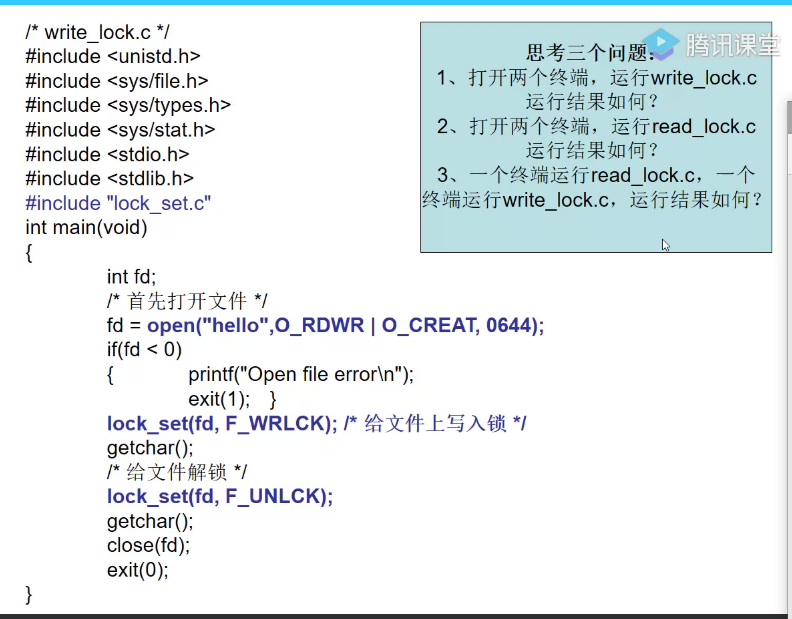 /* write_lock.c */
#include <unistd.h>
#include <sys/file.h>
#include <sys/types.h>
#include <sys/stat.h>
#include <stdio.h>
#include <stdlib.h>
#include "lock_set.c"
int main(void)
{
int fd;
/* 首先打开文件 */
fd = open("hello",O_RDWR | O_CREAT, 0644);
if(fd < 0)
{ printf("Open file error\n");
exit(1); }
lock_set(fd, F_WRLCK); /* 给文件上写入锁 */
getchar();
/* 给文件解锁 */
lock_set(fd, F_UNLCK);
getchar();
close(fd);
exit(0);
}
思考三个问题:
1、打开两个终端，运行write_lock.c
运行结果如何？
2、打开两个终端，运行read_lock.c
运行结果如何？
3、一个终端运行read_lock.c，一个
终端运行write_lock.c，运行结果如何？
腾讯课堂